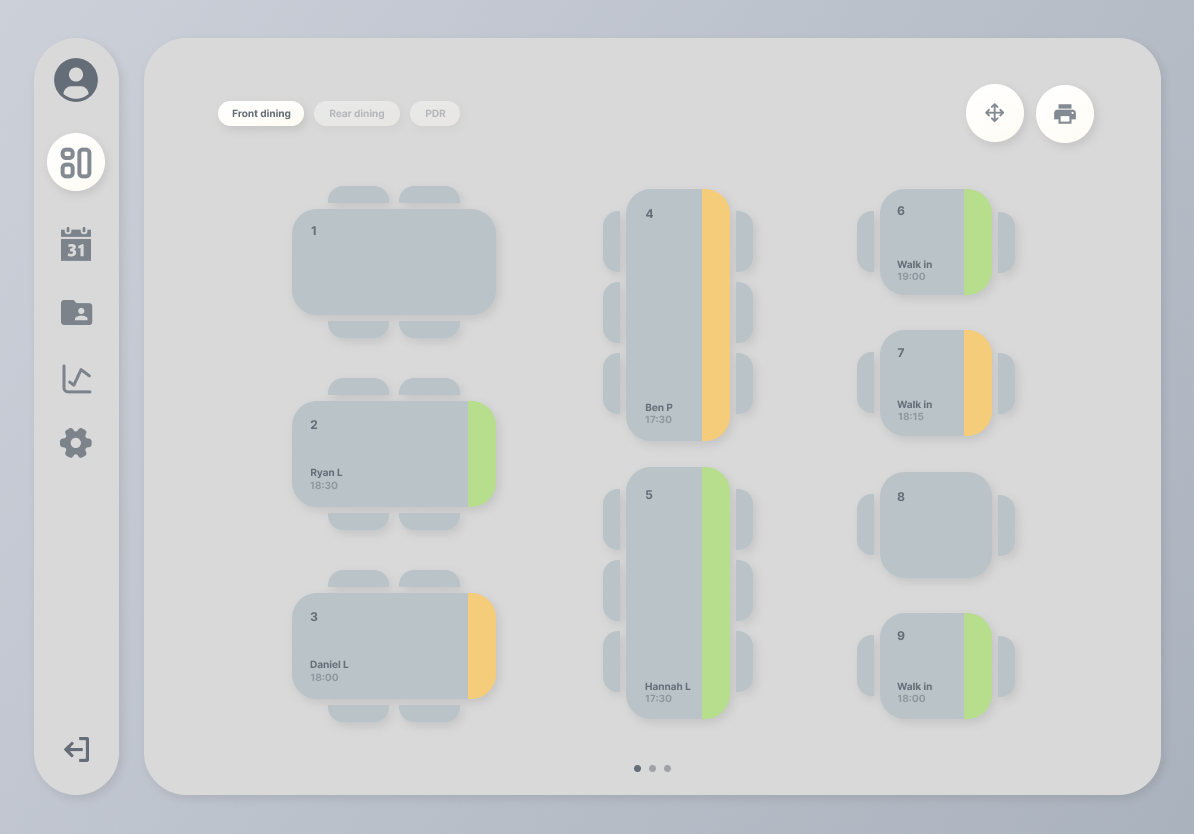 Front dining
Rear dining
PDR
31
1
2
Ryan L
18:30
3
Daniel L
18:00
4
Ben P
17:30
5
Hannah L
17:30
6
Walk in
19:00
7
Walk in
18:15
8
9
Walk in
18:00